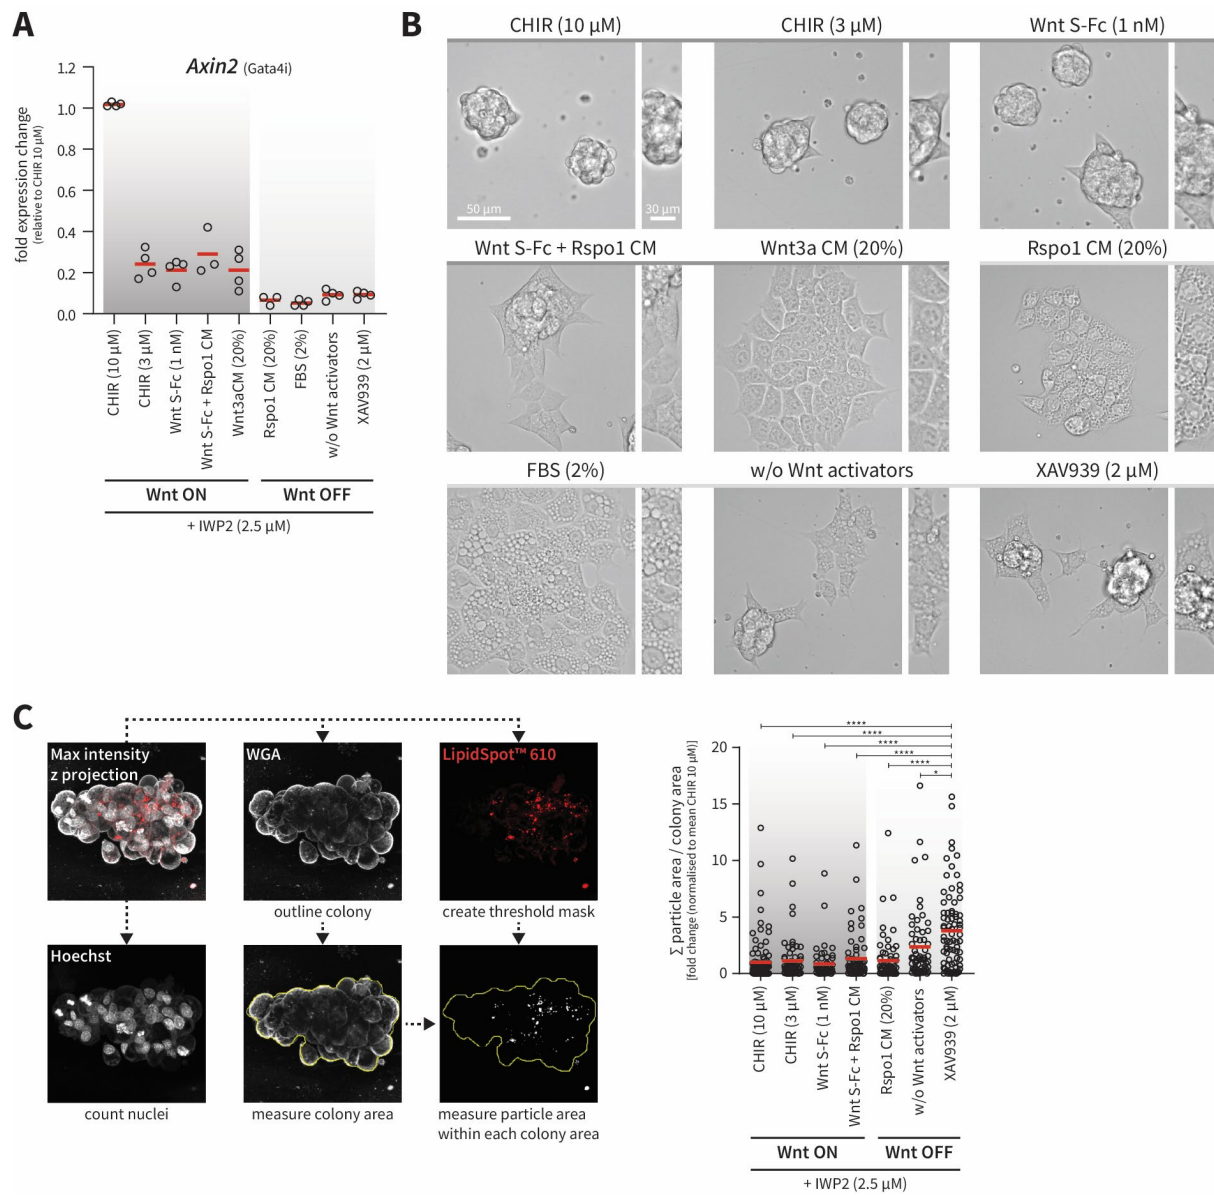 A
Axin2 (Gata4i)
fold expression change
(relative to CHIR 10 µM)
1.2
1.0
0.8
0.6
0.4
0.2
0.0
CHIR (10 µM)
CHIR (3 µM)
Wnt S-Fc (1 nM)
Wnt S-Fc + Rspo1 CM
Wnt3aCM (20%)
Rspo1 CM (20%)
FBS (2%)
w/o Wnt activators
XAV939 (2 µM)
Wnt ON
Wnt OFF
+ IWP2 (2.5 µM)
B
CHIR (10 µM)
CHIR (3 µM)
Wnt S-Fc (1 nM)
50 µm
30 µm
Wnt S-Fc + Rspo1 CM
Wnt3a CM (20%)
Rspo1 CM (20%)
FBS (2%)
w/o Wnt activators
XAV939 (2 µM)
C
Max intensity
z projection
WGA
LipidSpot™ 610
outline colony
create threshold mask
Hoechst
count nuclei
measure colony area
measure particle area
within each colony area
Σ particle area / colony area
[fold change (normalised to mean CHIR 10 µM)]
20
15
10
5
0
****
****
****
****
****
*
CHIR (10 µM)
CHIR (3 µM)
Wnt S-Fc (1 nM)
Wnt S-Fc + Rspo1 CM
Rspo1 CM (20%)
w/o Wnt activators
XAV939 (2 µM)
Wnt ON
Wnt OFF
+ IWP2 (2.5 µM)